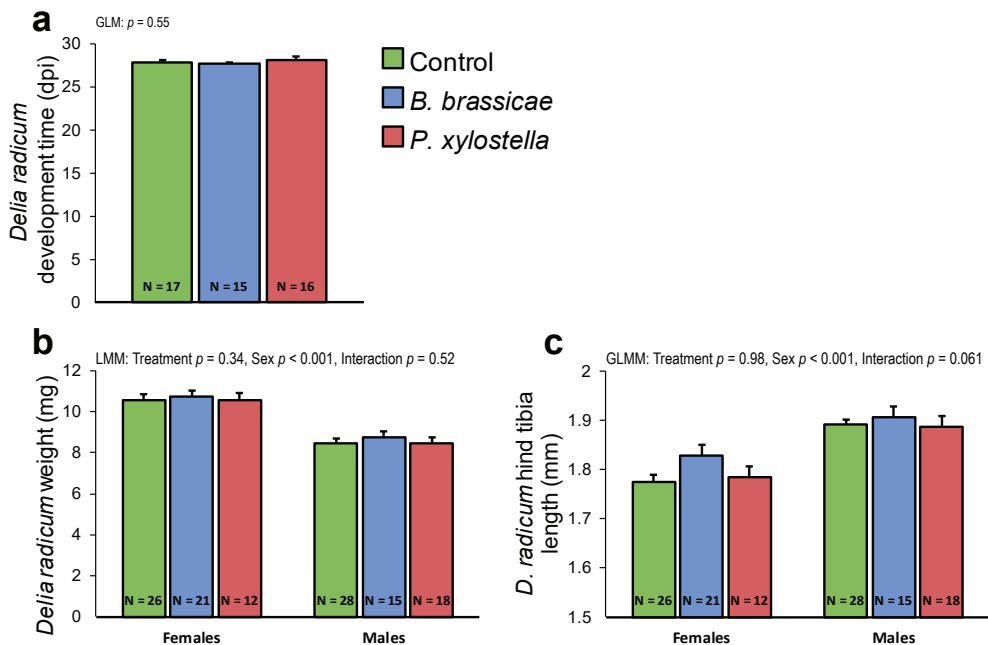 a
GLM: p = 0.55
30
25
20
15
10
5
0
Delia radicum
development time (dpi)
N = 17
N = 15
N = 16
Control
B. brassicae
P. xylostella
b
LMM: Treatment p = 0.34, Sex p < 0.001, Interaction p = 0.52
12
10
8
6
4
2
0
Delia radicum weight (mg)
N = 26
N = 21
N = 12
N = 28
N = 15
N = 18
Females
Males
c
GLMM: Treatment p = 0.98, Sex p < 0.001, Interaction p = 0.061
2
1.9
1.8
1.7
1.6
1.5
D. radicum hind tibia
length (mm)
N = 26
N = 21
N = 12
N = 28
N = 15
N = 18
Females
Males